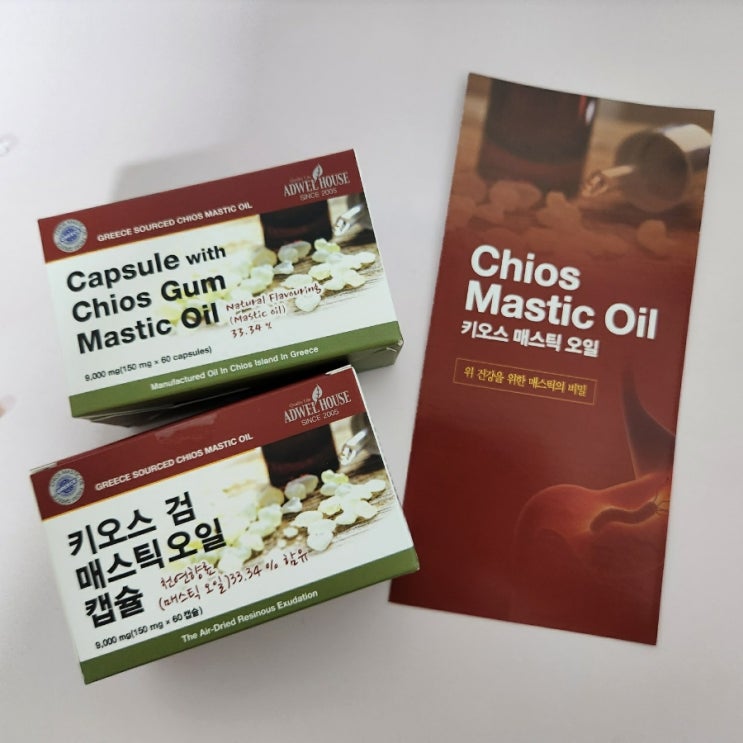 ADWEL HOUSE
SINCE 2005
GREECE SOURCED CHIOS MASTIC OIL
Capsule with
Chios Gum
Mastic Oil
Natural Flavouring
(Mastic oil)
33.34 %
9,000 mg(150 mg × 60 capsules)
Manufactured Oil In Chios Island In Greece
ADWEL HOUSE
SINCE 2005
GREECE SOURCED CHIOS MASTIC OIL
키오스 검
매스틱오일
캡슐
천연향료
(매스틱 오일)33.34 % 함유
9,000 mg(150 mg × 60 캡슐)
The Air-Dried Resinous Exudation
Chios
Mastic Oil
키오스 매스틱 오일
위 건강을 위한 매스틱의 비밀